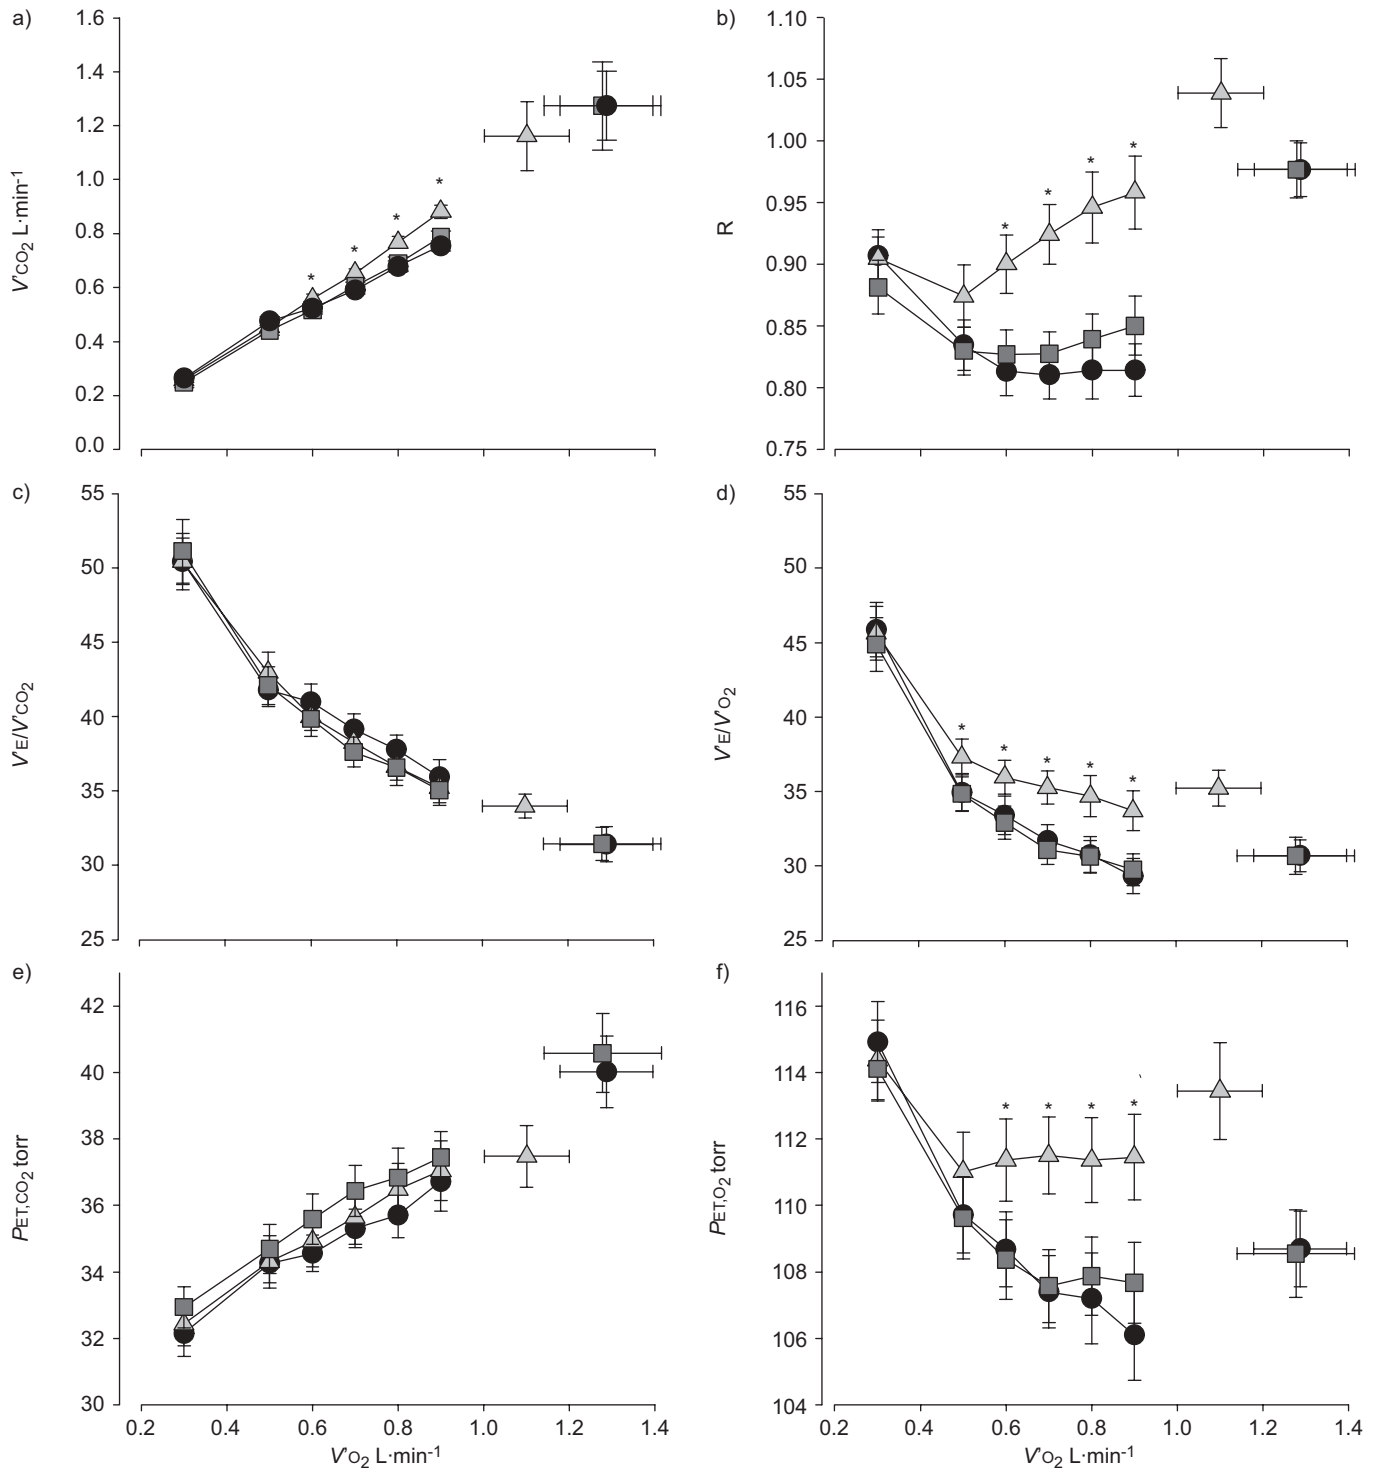 a)
1.6
1.4
1.2
1.0
0.8
0.6
0.4
0.2
0.0
V'CO2 L·min-1
* * * *
b)
1.10
1.05
1.00
0.95
0.90
0.85
0.80
0.75
R
* * * *
c)
55
50
45
40
35
30
25
V'E/V'CO2
d)
55
50
45
40
35
30
25
V'E/V'O2
* * * * *
e)
42
40
38
36
34
32
30
PET,CO2 torr
0.2 0.4 0.6 0.8 1.0 1.2 1.4
V'O2 L·min-1
f)
116
114
112
110
108
106
104
PET,O2 torr
* * * *
0.2 0.4 0.6 0.8 1.0 1.2 1.4
V'O2 L·min-1